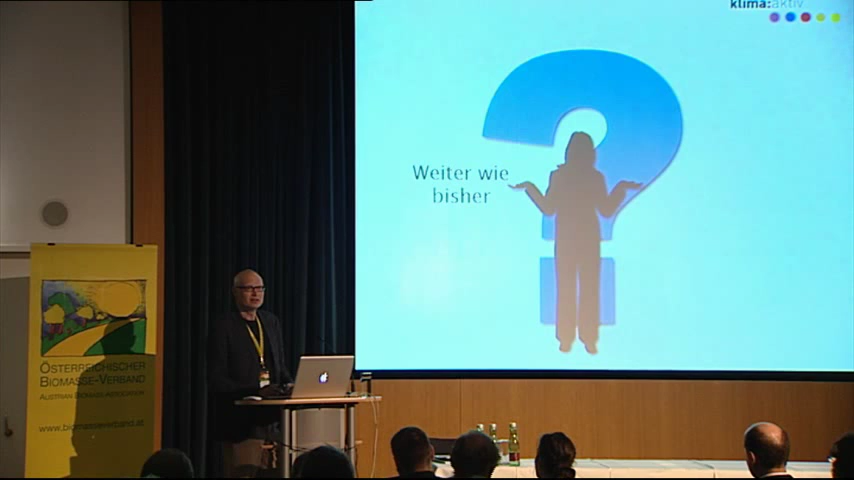 klima:aktiv
Weiter wie
bisher
ÖSTERREICHISCHER
BIOMASSE-VERBAND
AUSTRIAN BIOMASS ASSOCIATION
www.biomasseverband.at